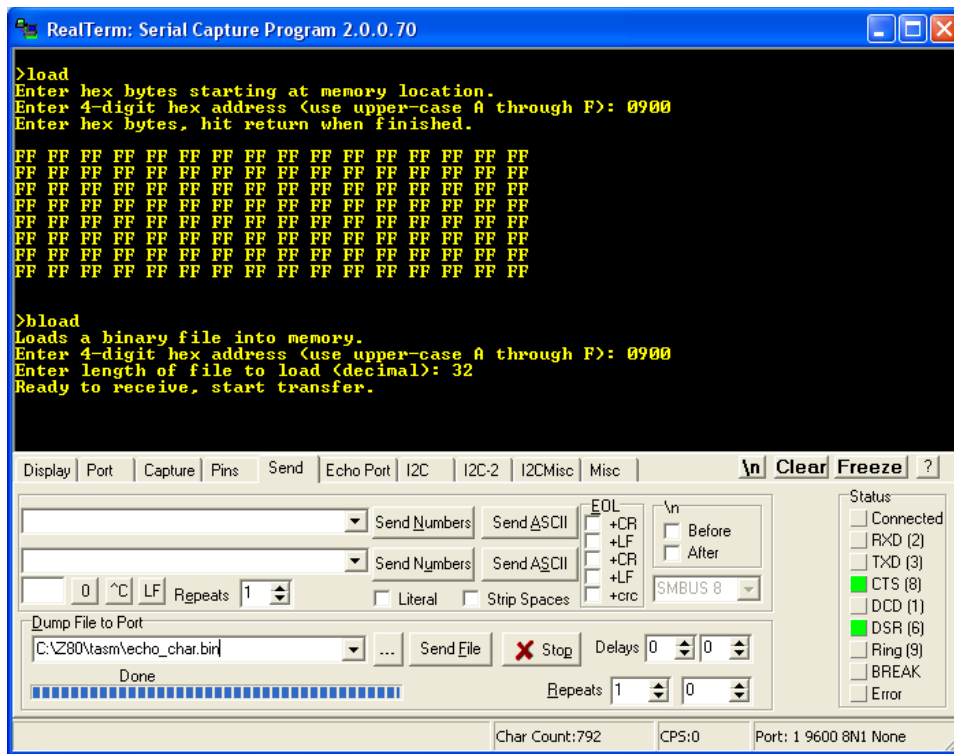 RealTerm: Serial Capture Program 2.0.0.70
>load
Enter hex bytes starting at memory location.
Enter 4-digit hex address (use upper-case A through F): 0900
Enter hex bytes, hit return when finished.
FF FF FF FF FF FF FF FF FF FF FF FF FF FF FF FF
FF FF FF FF FF FF FF FF FF FF FF FF FF FF FF FF
FF FF FF FF FF FF FF FF FF FF FF FF FF FF FF FF
FF FF FF FF FF FF FF FF FF FF FF FF FF FF FF FF
FF FF FF FF FF FF FF FF FF FF FF FF FF FF FF FF
FF FF FF FF FF FF FF FF FF FF FF FF FF FF FF FF
FF FF FF FF FF FF FF FF FF FF FF FF FF FF FF FF
FF FF FF FF FF FF FF FF FF FF FF FF FF FF FF FF
>bload
Loads a binary file into memory.
Enter 4-digit hex address (use upper-case A through F): 0900
Enter length of file to load (decimal): 32
Ready to receive, start transfer.
Display Port Capture Pins Send Echo Port I2C I2C-2 I2CMisc Misc \n Clear Freeze ?
EOL \n Status
Send Numbers Send ASCII +CR Before Connected
+LF After RXD (2)
Send Numbers Send ASCII +CR TXD (3)
+LF SMBUS 8 CTS (8)
0 ^C LF Repeats 1 Literal Strip Spaces +crc DCD (1)
Dump File to Port DSR (6)
C:\Z80\tasm\echo_char.bin ... Send File Stop Delays 0 0 Ring (9)
Done BREAK
Repeats 1 0 Error
Char Count:792 CPS:0 Port: 1 9600 8N1 None